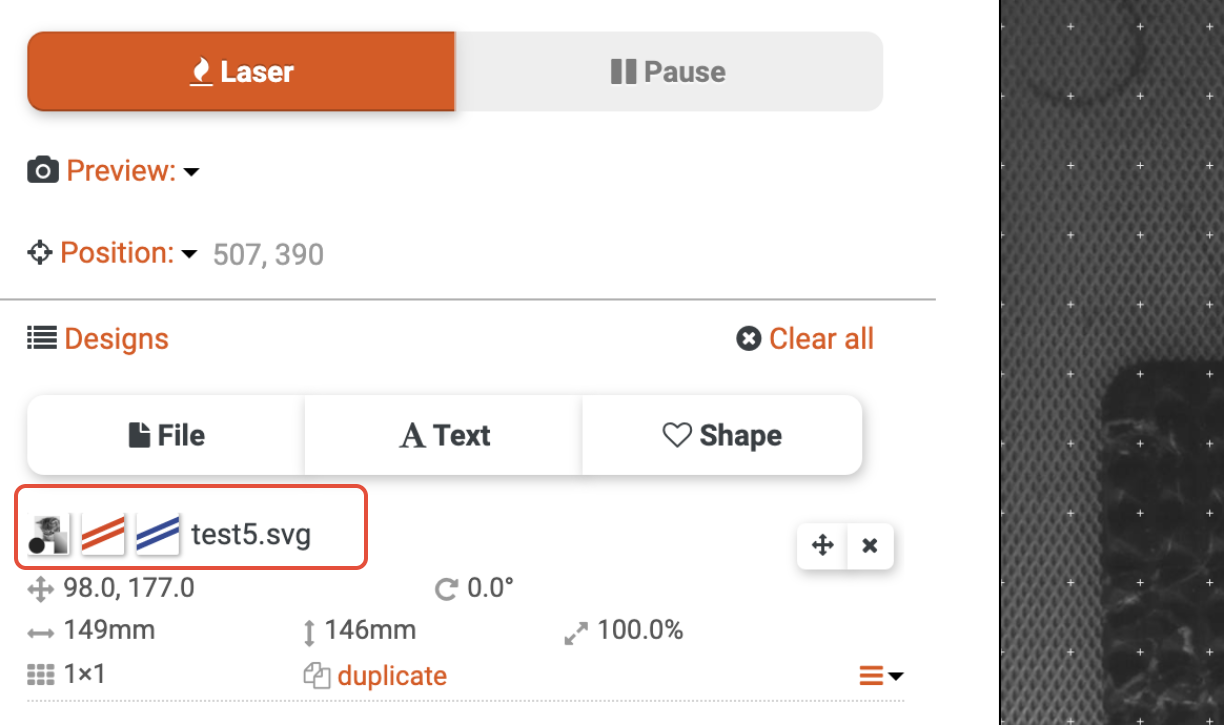 Laser Pause
Preview:
Position: 507, 390
Designs Clear all
File Text Shape
test5.svg
98.0, 177.0 0.0°
149mm 146mm 100.0%
1×1 duplicate